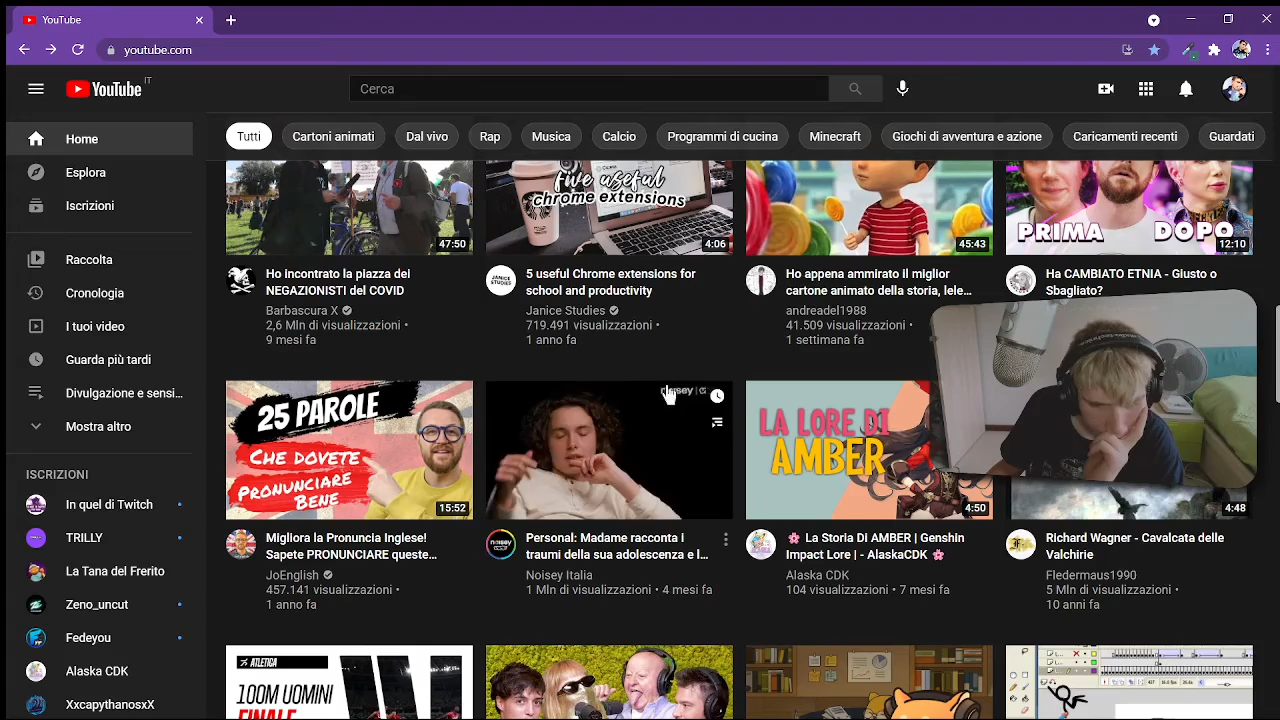 YouTube
youtube.com
YouTube IT
Cerca
Tutti
Cartoni animati
Dal vivo
Rap
Musica
Calcio
Programmi di cucina
Minecraft
Giochi di avventura e azione
Caricamenti recenti
Guardati
Home
Esplora
Iscrizioni
Raccolta
Cronologia
I tuoi video
Guarda più tardi
Divulgazione e sensi...
Mostra altro
ISCRIZIONI
In quel di Twitch
TRILLY
La Tana del Frerito
Zeno_uncut
Fedeyou
Alaska CDK
XxcapythanosxX
47:50
Ho incontrato la piazza dei
NEGAZIONISTI del COVID
Barbascura X
2,6 Mln di visualizzazioni •
9 mesi fa
five useful
chrome extensions
4:06
5 useful Chrome extensions for
school and productivity
Janice Studies
719.491 visualizzazioni •
1 anno fa
45:43
Ho appena ammirato il miglior
cartone animato della storia, lele...
andreadel1988
41.509 visualizzazioni •
1 settimana fa
PRIMA
DOPO
12:10
Ha CAMBIATO ETNIA - Giusto o
Sbagliato?
25 PAROLE
CHE DOVETE
PRONUNCIARE
BENE
15:52
Migliora la Pronuncia Inglese!
Sapete PRONUNCIARE queste...
JoEnglish
457.141 visualizzazioni •
1 anno fa
noisey
Personal: Madame racconta i
traumi della sua adolescenza e l...
Noisey Italia
1 Mln di visualizzazioni • 4 mesi fa
LA LORE DI
AMBER
4:50
🌸 La Storia Di AMBER | Genshin
Impact Lore | - AlaskaCDK 🌸
Alaska CDK
104 visualizzazioni • 7 mesi fa
4:48
Richard Wagner - Cavalcata delle
Valchirie
Fledermaus1990
5 Mln di visualizzazioni •
10 anni fa
ATLETICA
100M UOMINI
FINALE